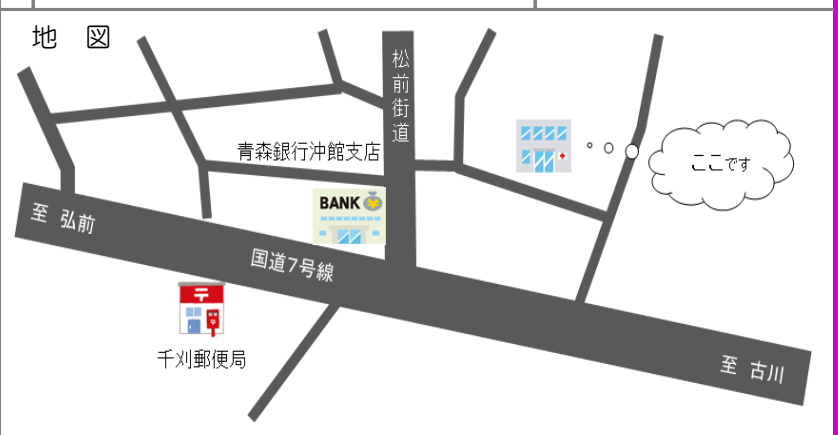 地 図
松前街道
青森銀行沖館支店
ここです
BANK
至 弘前
国道7号線
千刈郵便局
至 古川